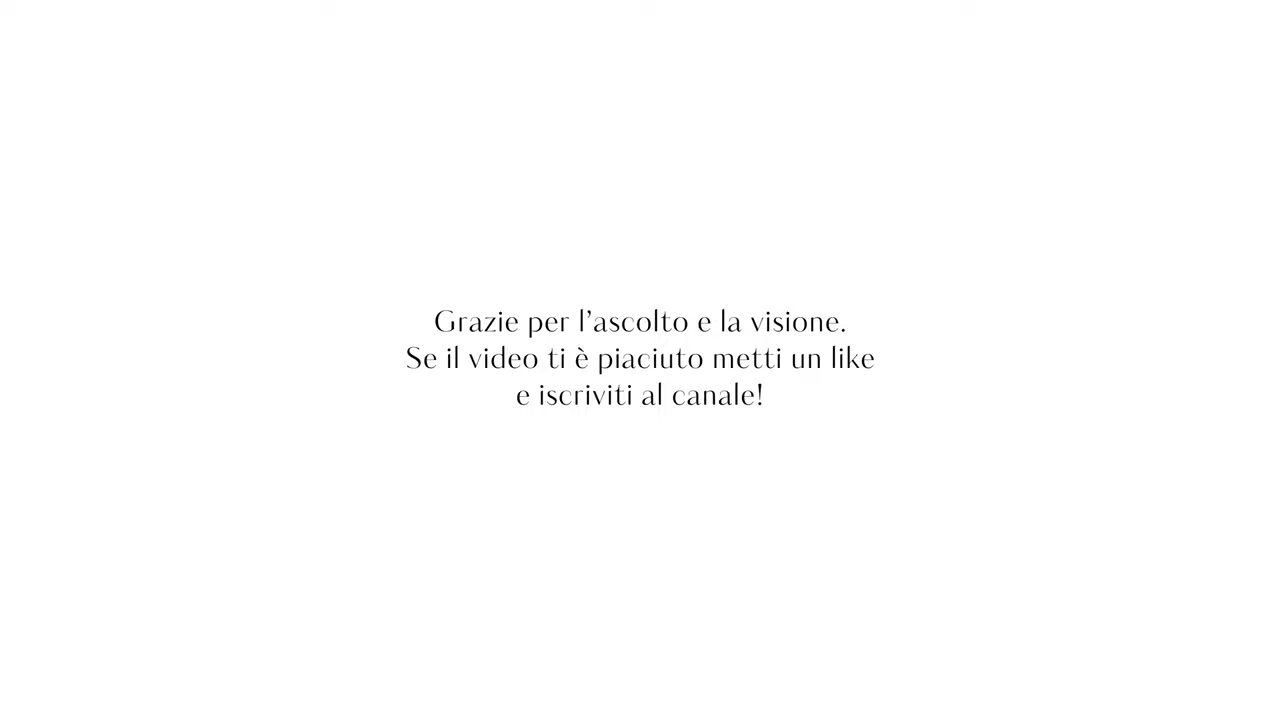 Grazie per l’ascolto e la visione.
Se il video ti è piaciuto metti un like
e iscriviti al canale!